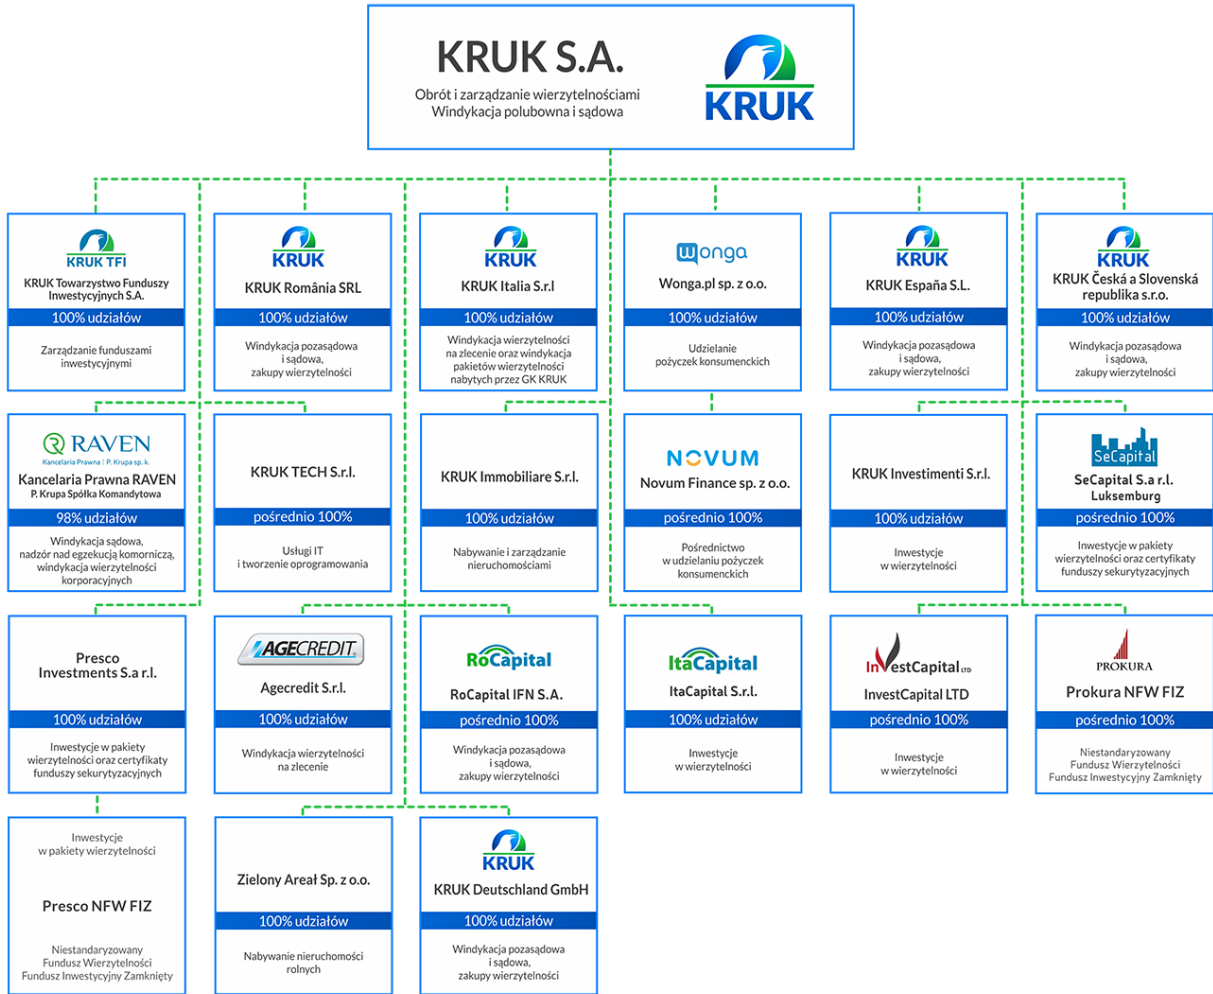 KRUK S.A.
Obrót i zarządzanie wierzytelnościami
Windykacja polubowna i sądowa
KRUK
KRUK TFI
KRUK Towarzystwo Funduszy
Inwestycyjnych S.A.
100% udziałów
Zarządzanie funduszami
inwestycyjnymi
KRUK
KRUK România SRL
100% udziałów
Windykacja pozasądowa
i sądowa,
zakupy wierzytelności
KRUK
KRUK Italia S.r.l
100% udziałów
Windykacja wierzytelności
na zlecenie oraz windykacja
pakietów wierzytelności
nabytych przez GK KRUK
wonga
Wonga.pl sp. z o.o.
100% udziałów
Udzielanie
pożyczek konsumenckich
KRUK
KRUK España S.L.
100% udziałów
Windykacja pozasądowa
i sądowa,
zakupy wierzytelności
KRUK
KRUK Česká a Slovenská
republika s.r.o.
100% udziałów
Windykacja pozasądowa
i sądowa,
zakupy wierzytelności
RAVEN
Kancelaria Prawna | P. Krupa sp. k.
Kancelaria Prawna RAVEN
P. Krupa Spółka Komandytowa
98% udziałów
Windykacja sądowa,
nadzór nad egzekucją komorniczą,
windykacja wierzytelności
korporacyjnych
KRUK TECH S.r.l.
pośrednio 100%
Usługi IT
i tworzenie oprogramowania
KRUK Immobiliare S.r.l.
100% udziałów
Nabywanie i zarządzanie
nieruchomościami
NOVUM
Novum Finance sp. z o.o.
pośrednio 100%
Pośrednictwo
w udzielaniu pożyczek
konsumenckich
KRUK Investimenti S.r.l.
100% udziałów
Inwestycje
w wierzytelności
SeCapital
SeCapital S.a r.l.
Luksemburg
pośrednio 100%
Inwestycje w pakiety
wierzytelności oraz certyfikaty
funduszy sekurytyzacyjnych
Presco
Investments S.a r.l.
100% udziałów
Inwestycje w pakiety
wierzytelności oraz certyfikaty
funduszy sekurytyzacyjnych
AGECREDIT.
Agecredit S.r.l.
100% udziałów
Windykacja wierzytelności
na zlecenie
RoCapital
RoCapital IFN S.A.
pośrednio 100%
Windykacja pozasądowa
i sądowa,
zakupy wierzytelności
ItaCapital
ItaCapital S.r.l.
100% udziałów
Inwestycje
w wierzytelności
InvestCapital LTD
InvestCapital LTD
pośrednio 100%
Inwestycje
w wierzytelności
PROKURA
Prokura NFW FIZ
pośrednio 100%
Niestandaryzowany
Fundusz Wierzytelności
Fundusz Inwestycyjny Zamknięty
Inwestycje
w pakiety wierzytelności
Presco NFW FIZ
Niestandaryzowany
Fundusz Wierzytelności
Fundusz Inwestycyjny Zamknięty
Zielony Areał Sp. z o.o.
100% udziałów
Nabywanie nieruchomości
rolnych
KRUK
KRUK Deutschland GmbH
100% udziałów
Windykacja pozasądowa
i sądowa,
zakupy wierzytelności